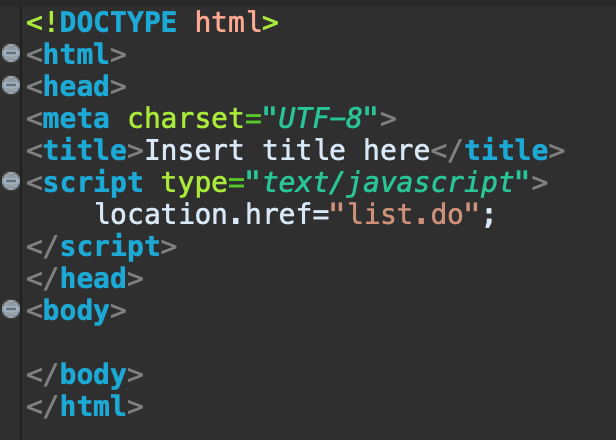 <!DOCTYPE html>
<html>
<head>
<meta charset="UTF-8">
<title>Insert title here</title>
<script type="text/javascript">
    location.href="list.do";
</script>
</head>
<body>

</body>
</html>